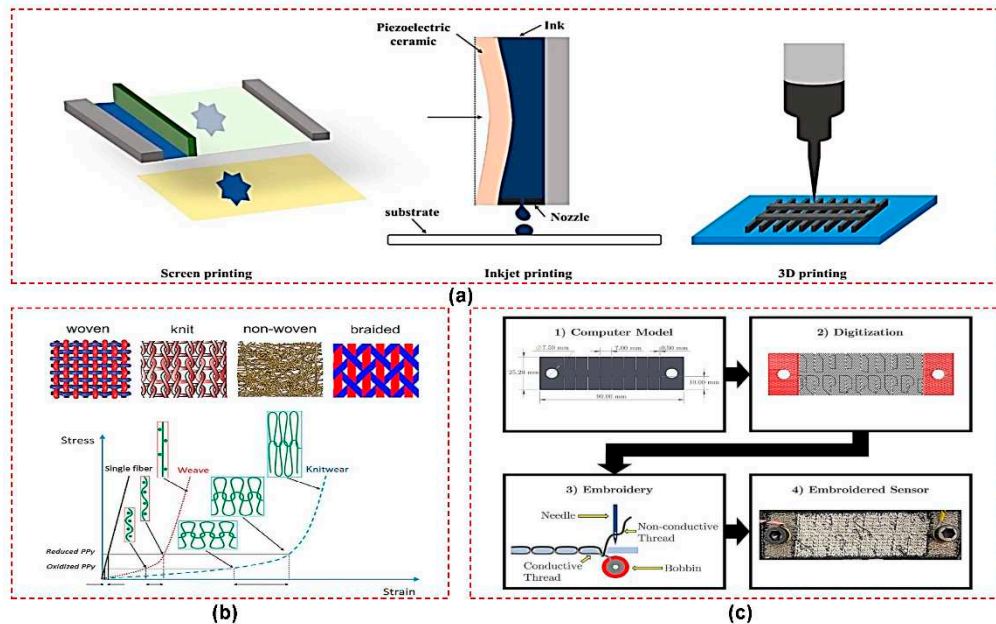 Piezoelectric
ceramic
Ink
Nozzle
substrate
Screen printing
Inkjet printing
3D printing
(a)
woven
knit
non-woven
braided
Stress
Single fiber
Weave
Knitwear
Reduced PPy
Oxidized PPy
Strain
(b)
1) Computer Model
7.00 mm
25.20 mm
10.00 mm
90.00 mm
2) Digitization
3) Embroidery
Needle
Non-conductive
Thread
Conductive
Thread
Bobbin
4) Embroidered Sensor
(c)